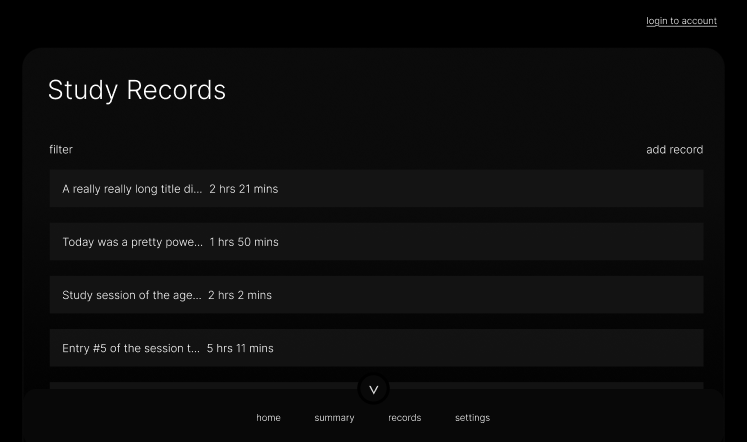 login to account
Study Records
filter
add record
A really really long title di... 2 hrs 21 mins
Today was a pretty powe... 1 hrs 50 mins
Study session of the age... 2 hrs 2 mins
Entry #5 of the session t... 5 hrs 11 mins
home
summary
records
settings